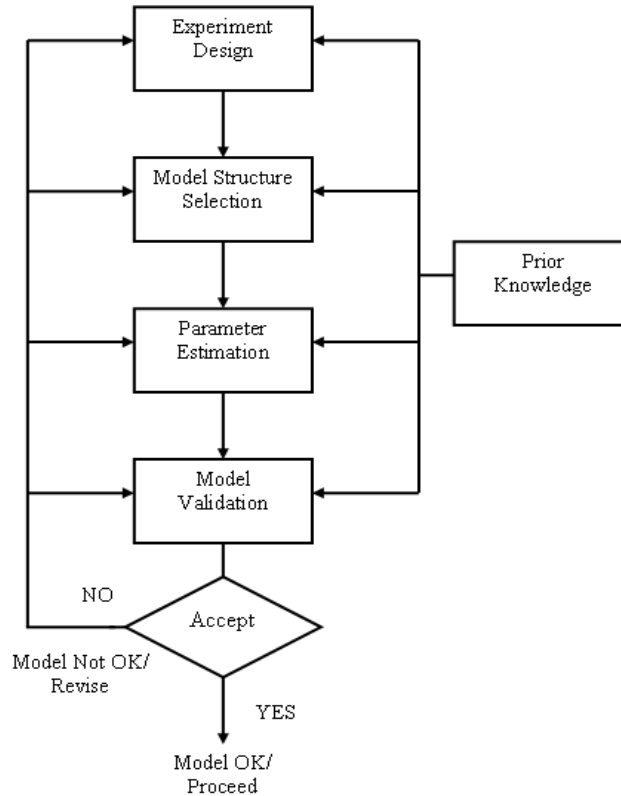 Experiment
Design
Model Structure
Selection
Prior
Knowledge
Parameter
Estimation
Model
Validation
NO
Accept
Model Not OK/
Revise
YES
Model OK/
Proceed